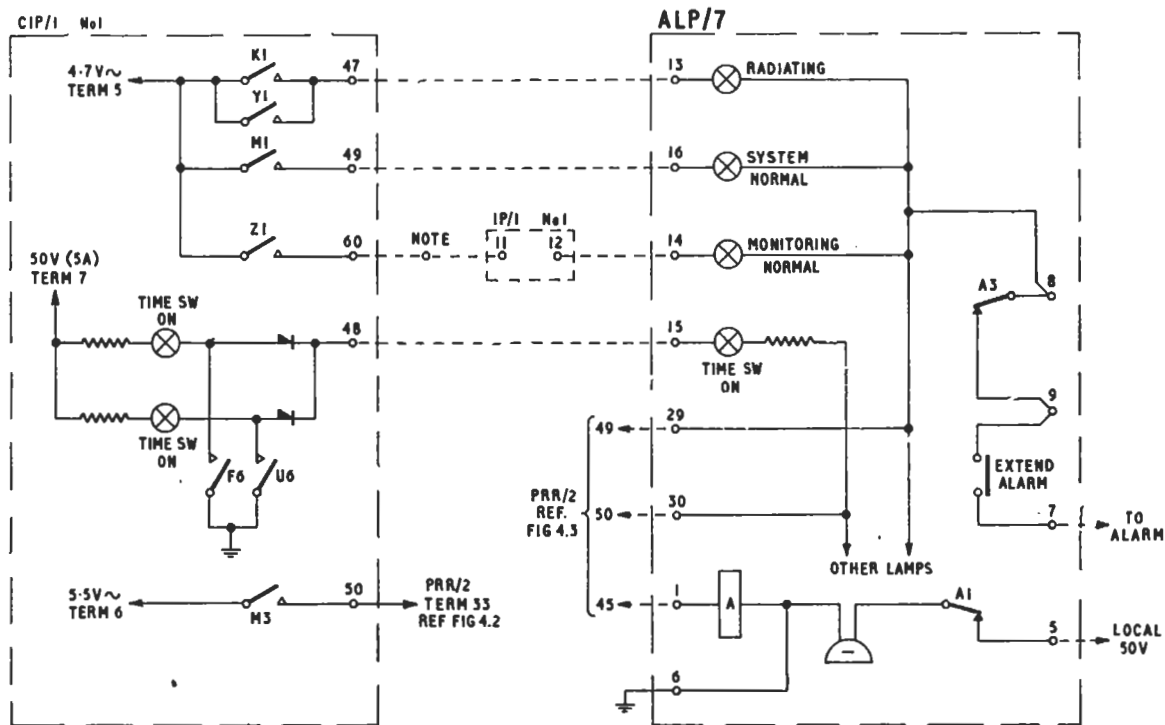 CIP/1 No1
ALP/7
4·7V~
TERM 5
K1
47
Y1
M1
49
Z1
60
NOTE
IP/1 No1
11
12
13
RADIATING
16
SYSTEM
NORMAL
14
MONITORING
NORMAL
50V (5A)
TERM 7
TIME SW
ON
48
15
TIME SW
ON
TIME SW
ON
F6
U6
A3
8
9
EXTEND
ALARM
7
TO
ALARM
49
29
PRR/2
REF.
FIG 4.3
50
30
OTHER LAMPS
45
1
A
A1
5
LOCAL
50V
6
5·5V~
TERM 6
M3
50
PRR/2
TERM 33
REF FIG 4.2